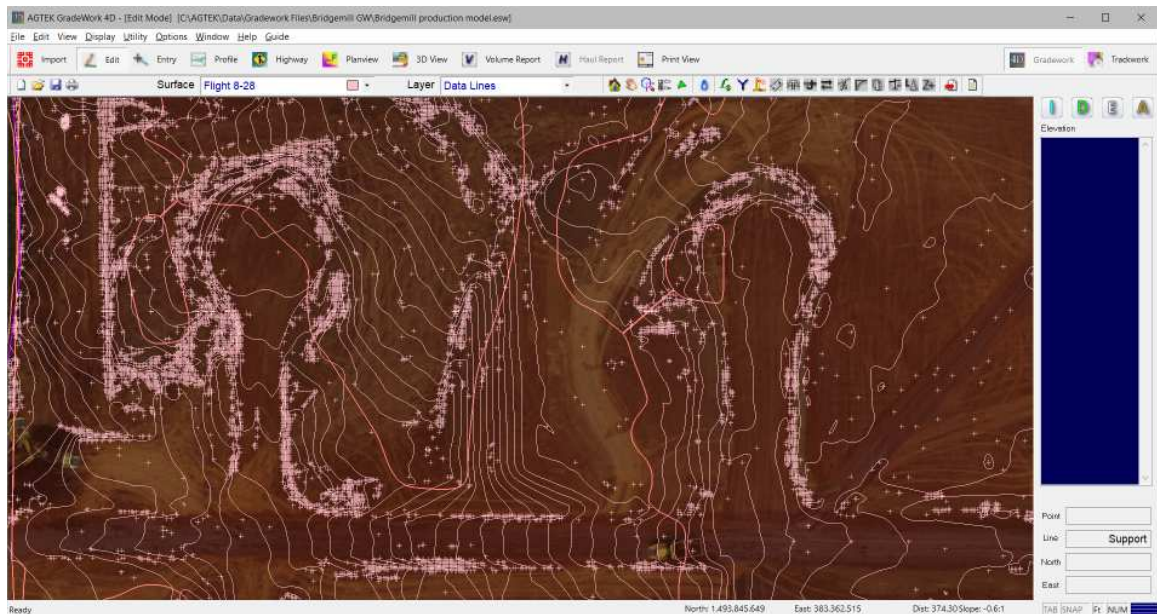 AGTEK GradeWork 4D - [Edit Mode] [C:\AGTEK\Data\Gradework Files\Bridgemill GW\Bridgemill production model.esw]
File Edit View Display Utility Options Window Help Guide
Import Edit Entry Profile Highway Planview 3D View V Volume Report H Haul Report Print View 4D Gradework Trackwork
Surface Flight 8-28 Layer Data Lines
I D E A
Elevation
Point
Line Support
North
East
Ready North: 1,493,845.649 East: 383,362.515 Dist: 374.30 Slope: -0.6:1 TAB SNAP Ft NUM